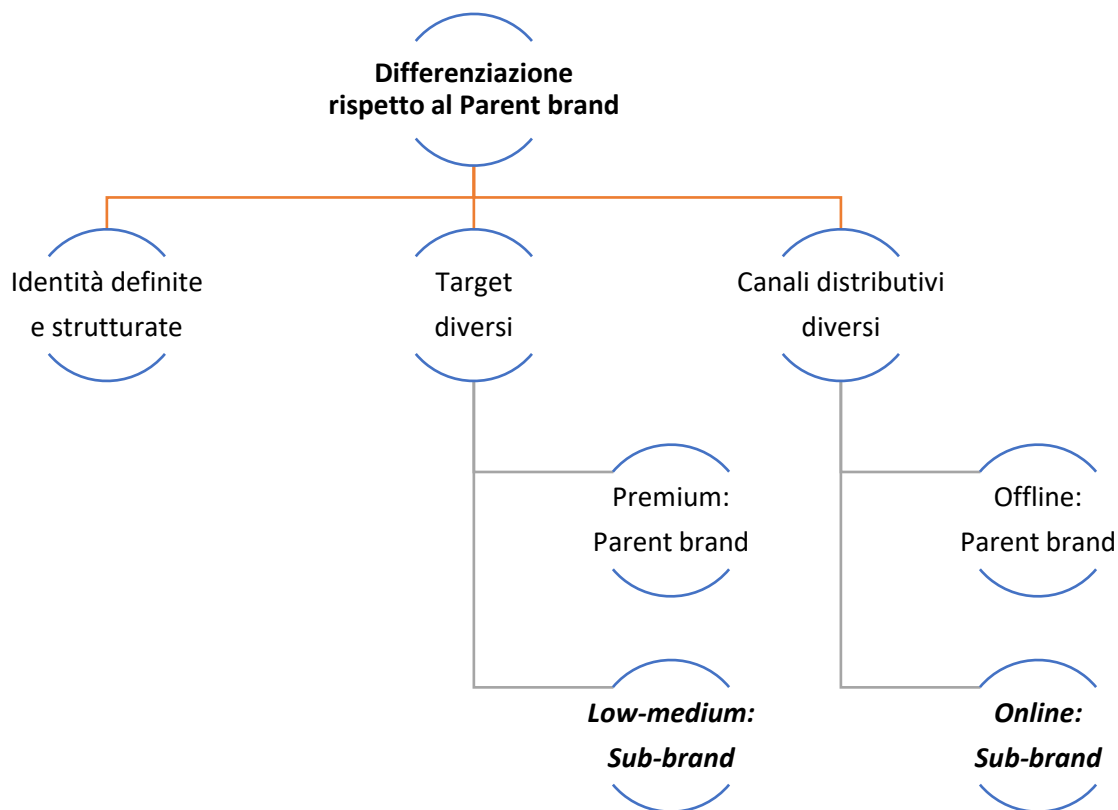 Differenziazione
rispetto al Parent brand
Identità definite
e strutturate
Target
diversi
Canali distributivi
diversi
Premium:
Parent brand
Offline:
Parent brand
Low-medium:
Sub-brand
Online:
Sub-brand